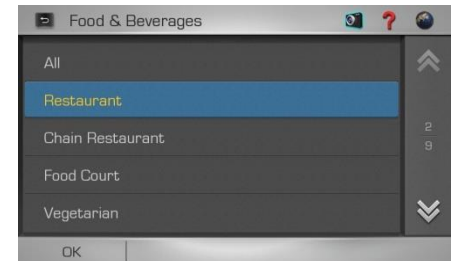 Food & Beverages
?
All
Restaurant
Chain Restaurant
2
9
Food Court
Vegetarian
OK